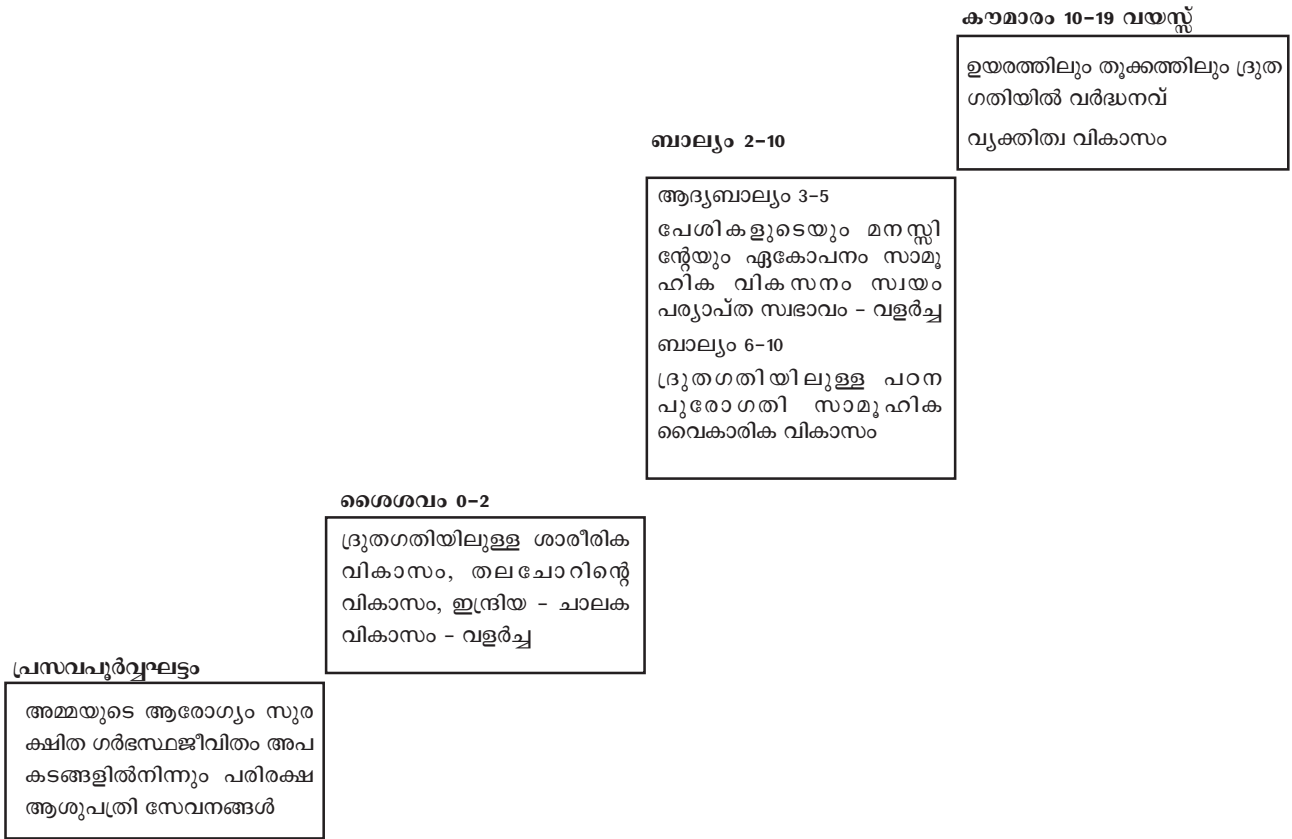 കൗമാരം 10-19 വയസ്സ്
ഉയരത്തിലും തൂക്കത്തിലും ദ്രുത
ഗതിയിൽ വർദ്ധനവ്
വ്യക്തിത്വ വികാസം
ബാല്യം 2-10
ആദ്യബാല്യം 3-5
പേശികളുടെയും മനസ്സി
ന്റേയും ഏകോപനം സാമൂ
ഹിക വികസനം സ്വയം
പര്യാപ്ത സ്വഭാവം - വളർച്ച
ബാല്യം 6-10
ദ്രുതഗതിയിലുള്ള പഠന
പുരോഗതി സാമൂഹിക
വൈകാരിക വികാസം
ശൈശവം 0-2
ദ്രുതഗതിയിലുള്ള ശാരീരിക
വികാസം, തലചോറിന്റെ
വികാസം, ഇന്ദ്രിയ - ചാലക
വികാസം - വളർച്ച
പ്രസവപൂർവ്വഘട്ടം
അമ്മയുടെ ആരോഗ്യം സുര
ക്ഷിത ഗർഭസ്ഥജീവിതം അപ
കടങ്ങളിൽനിന്നും പരിരക്ഷ
ആശുപത്രി സേവനങ്ങൾ